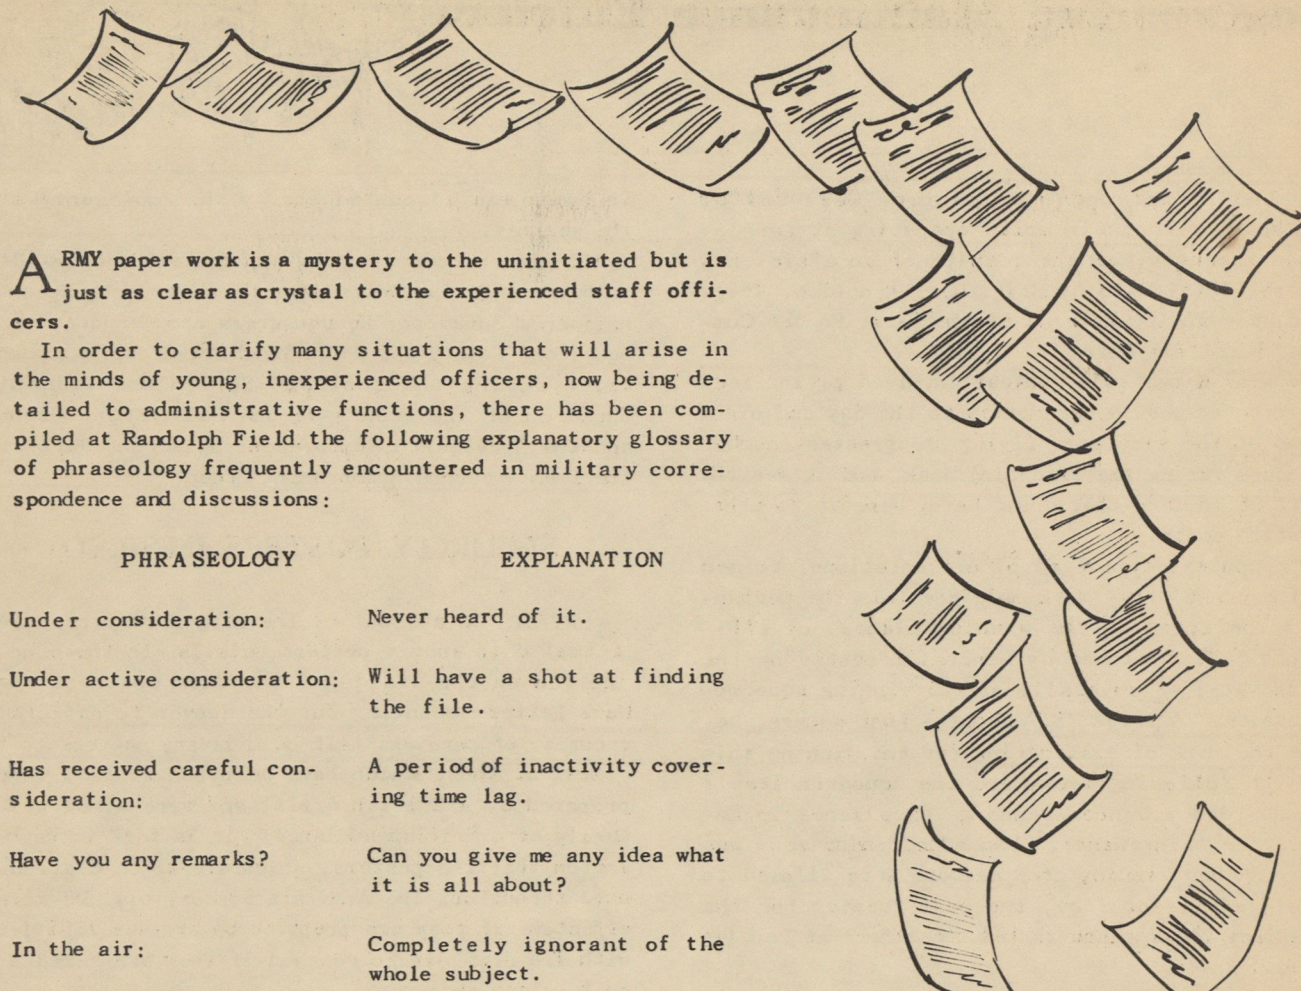 ARMY paper work is a mystery to the uninitiated but is
just as clear as crystal to the experienced staff offi-
cers.
In order to clarify many situations that will arise in
the minds of young, inexperienced officers, now being de-
tailed to administrative functions, there has been com-
piled at Randolph Field the following explanatory glossary
of phraseology frequently encountered in military corre-
spondence and discussions:
PHRASEOLOGY EXPLANATION
Under consideration: Never heard of it.
Under active consideration: Will have a shot at finding
the file.
Has received careful con- A period of inactivity cover-
sideration: ing time lag.
Have you any remarks? Can you give me any idea what
it is all about?
In the air: Completely ignorant of the
whole subject.